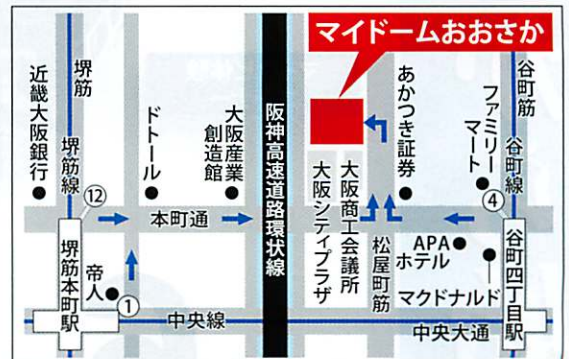 マイドームおおさか
堺筋
近畿大阪銀行
堺筋線
⑫
ドトール
大阪産業
創造館
阪神高速道路環状線
大阪商工会議所
大阪シティプラザ
あかつき証券
松屋町筋
ファミリー
マート
谷町筋
谷町線
④
本町通
APA
ホテル
マクドナルド
谷町四丁目駅
堺筋本町駅
帝人
①
中央線
中央大通